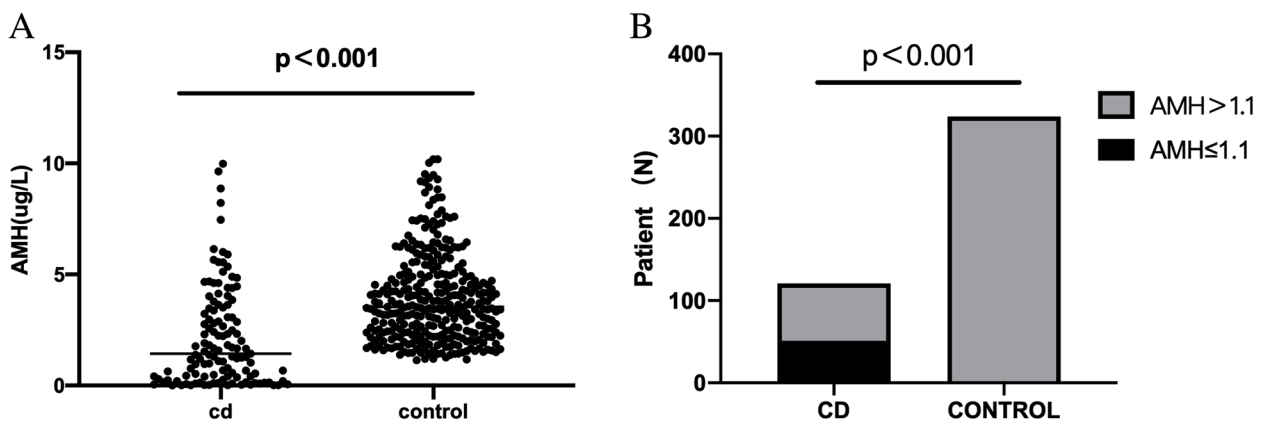 A
p<0.001
AMH(ug/L)
15
10
5
0
cd
control
B
p<0.001
Patient (N)
400
300
200
100
0
CD
CONTROL
AMH>1.1
AMH≤1.1